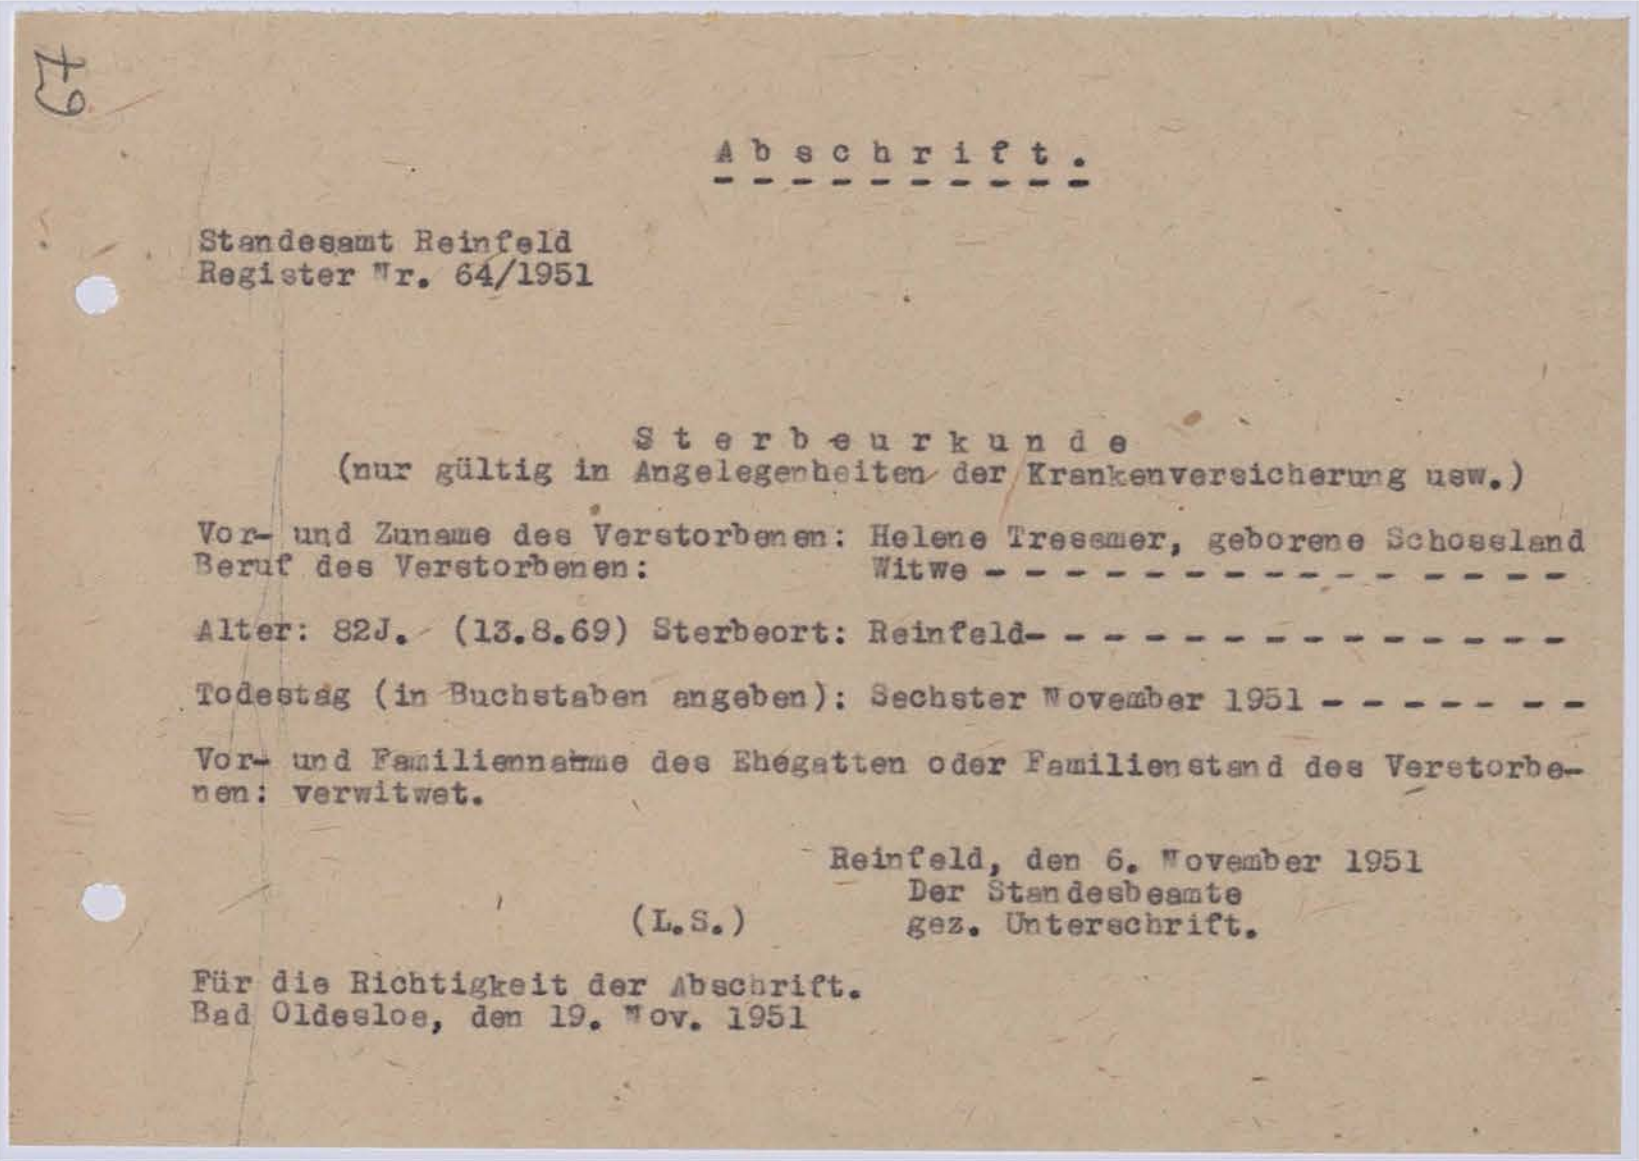 67
Abschrift.
Standesamt Reinfeld
Register Nr. 64/1951
Sterbeurkunde
(nur gültig in Angelegenheiten der Krankenversicherung usw.)
Vor- und Zuname des Verstorbenen: Helene Tressmer, geborene Schossland
Beruf des Verstorbenen: Witwe - - - - - - - - - - - - - - -
Alter: 82J. (13.8.69) Sterbeort: Reinfeld- - - - - - - - - - - - - -
Todestag (in Buchstaben angeben): Sechster November 1951 - - - - - - -
Vor- und Familiennahme des Ehegatten oder Familienstand des Verstorbe-
nen: verwitwet.
Reinfeld, den 6. November 1951
Der Standesbeamte
(L.S.) gez. Unterschrift.
Für die Richtigkeit der Abschrift.
Bad Oldesloe, den 19. Nov. 1951